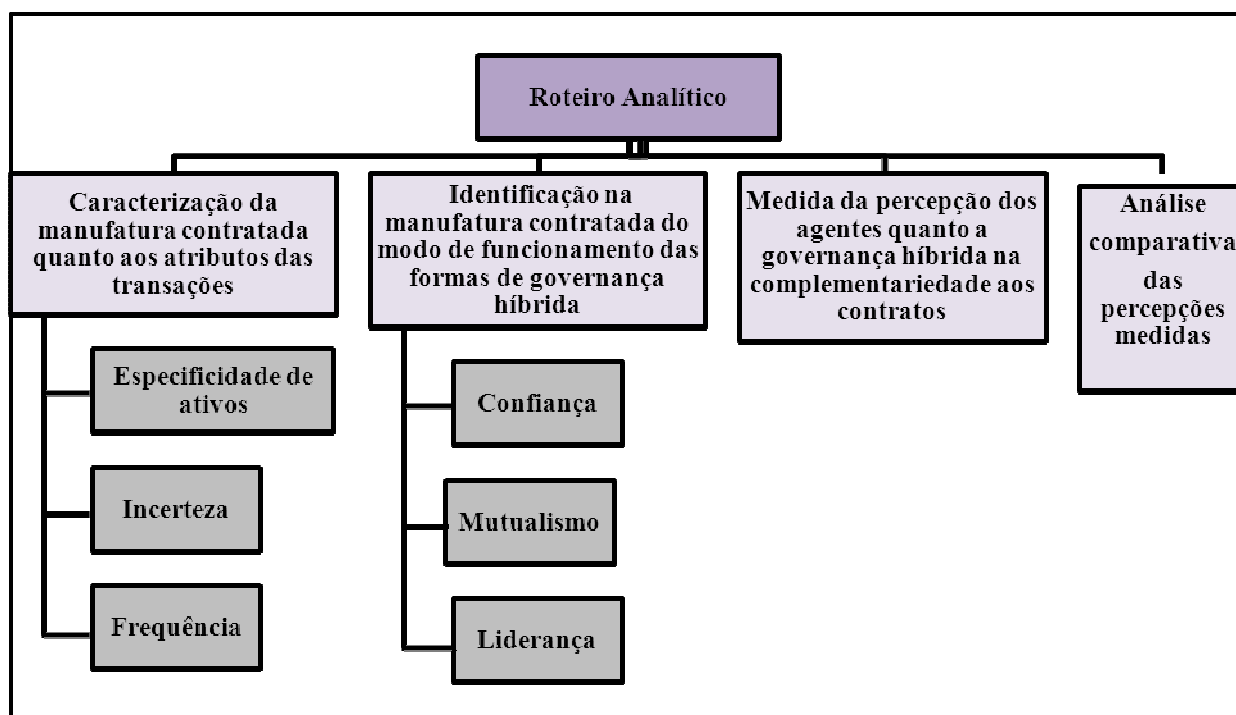 Roteiro Analítico
Caracterização da
manufatura contratada
quanto aos atributos das
transações
Identificação na
manufatura contratada do
modo de funcionamento das
formas de governança
híbrida
Medida da percepção dos
agentes quanto a
governança híbrida na
complementariedade aos
contratos
Análise
comparativa
das
percepções
medidas
Especificidade de
ativos
Incerteza
Frequência
Confiança
Mutualismo
Liderança